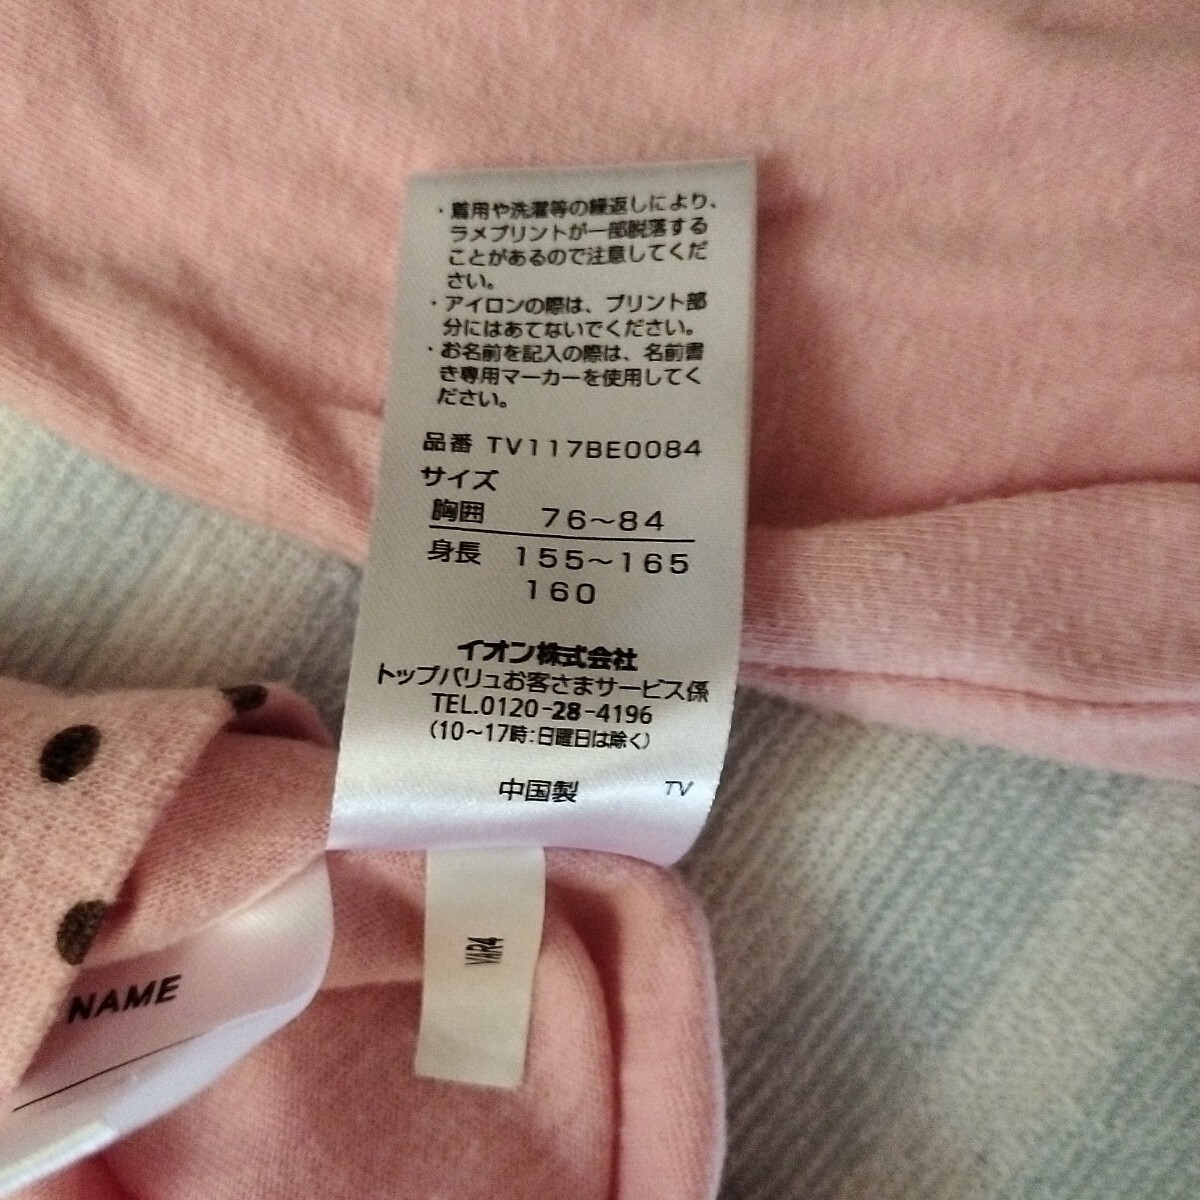 ・着用や洗濯等の繰返しにより、
ラメプリントが一部脱落する
ことがあるので注意してくだ
さい。
・アイロンの際は、プリント部
分にはあてないでください。
・お名前を記入の際は、名前書
き専用マーカーを使用してく
ださい。
品番 TV117BE0084
サイズ
胸囲 76〜84
身長 155〜165
160
イオン株式会社
トップバリュお客さまサービス係
TEL.0120-28-4196
(10〜17時:日曜日は除く)
中国製 TV
VAR4
NAME